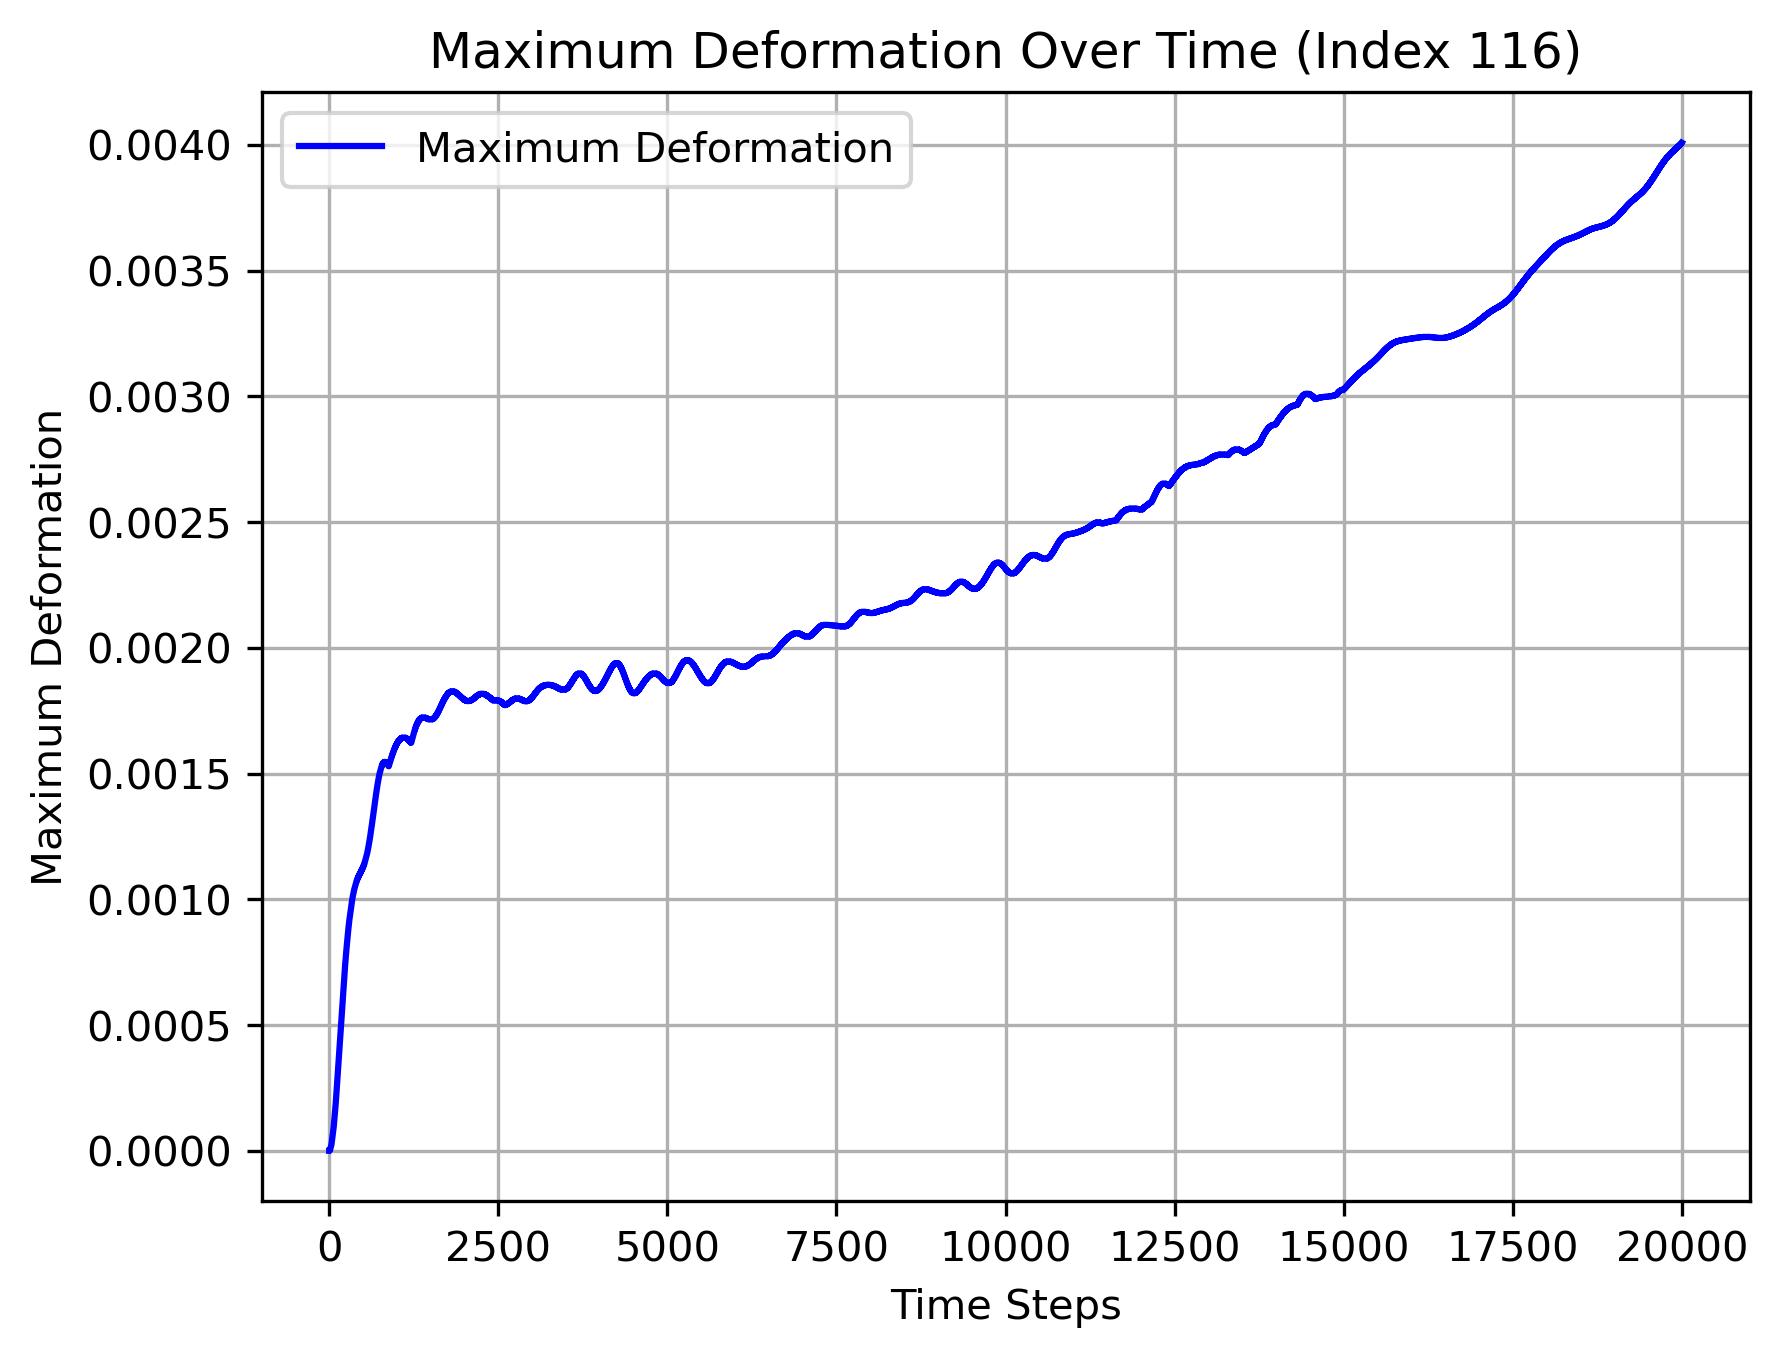 Maximum Deformation Over Time (Index 116)
Maximum Deformation
0.0040
0.0035
0.0030
0.0025
0.0020
0.0015
0.0010
0.0005
0.0000
Maximum Deformation
0 2500 5000 7500 10000 12500 15000 17500 20000
Time Steps